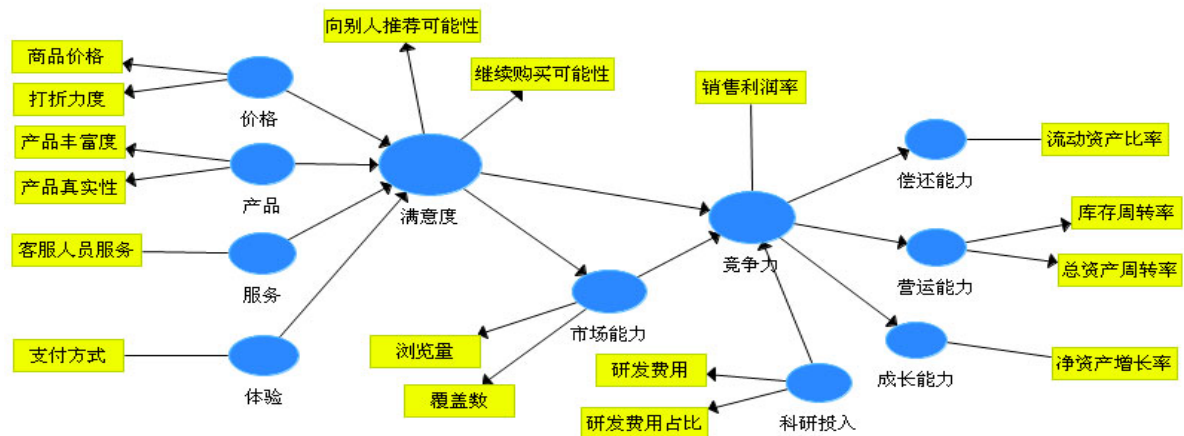 向别人推荐可能性
商品价格
继续购买可能性
销售利润率
打折力度
价格
产品丰富度
流动资产比率
产品真实性
偿还能力
产品
满意度
库存周转率
客服人员服务
竞争力
总资产周转率
服务
营运能力
市场能力
浏览量
支付方式
净资产增长率
研发费用
成长能力
体验
覆盖数
研发费用占比
科研投入